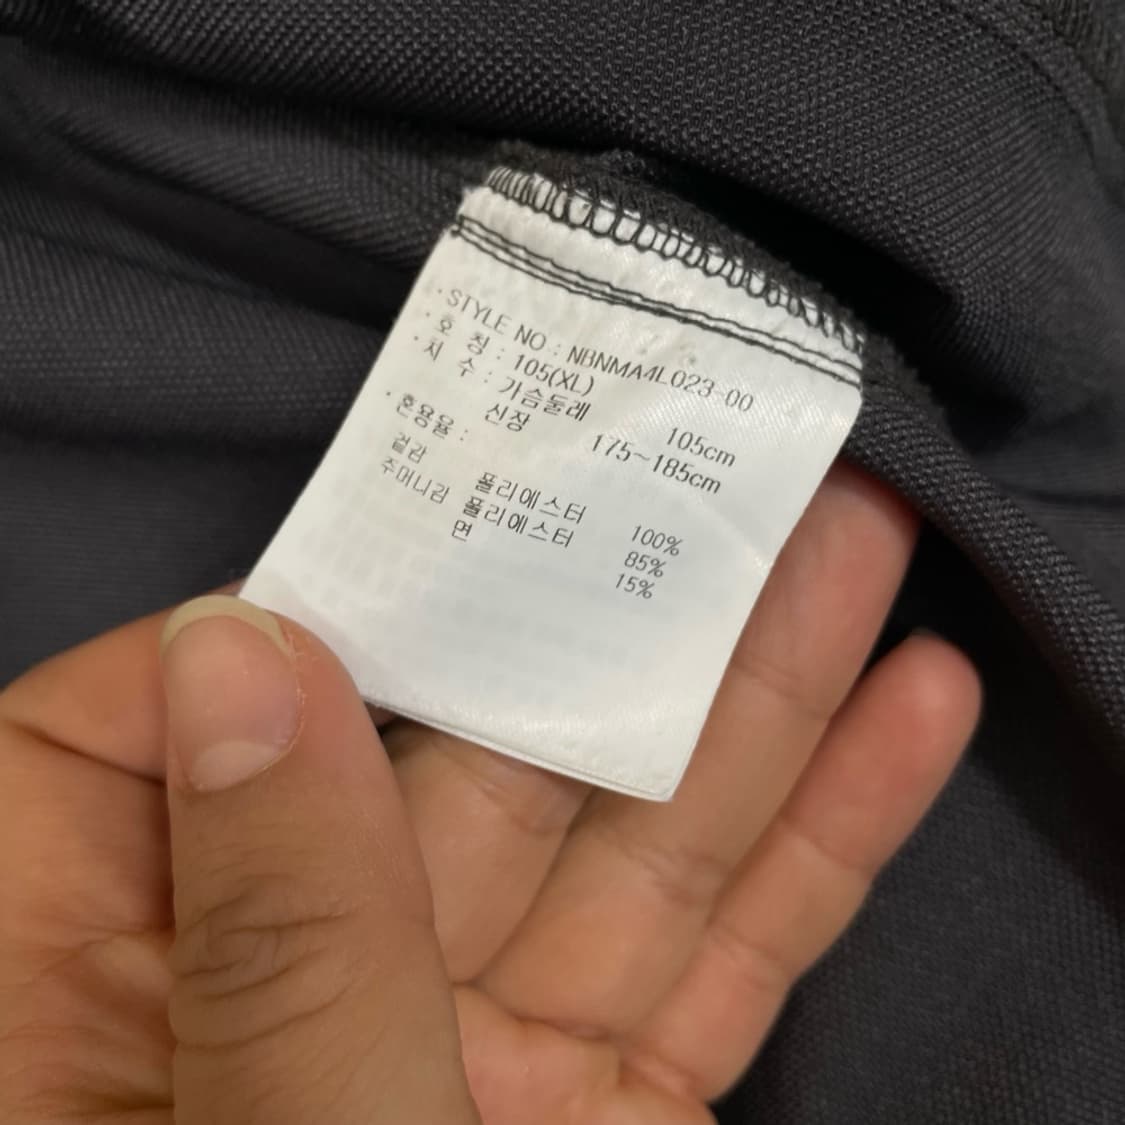 · STYLE NO : NBNMA4L023-00
· 호 칭 : 105(XL)
· 치 수 : 가슴둘레 105cm
신장 175~185cm
· 혼용율 :
겉감 폴리에스터 100%
주머니감 폴리에스터 85%
면 15%